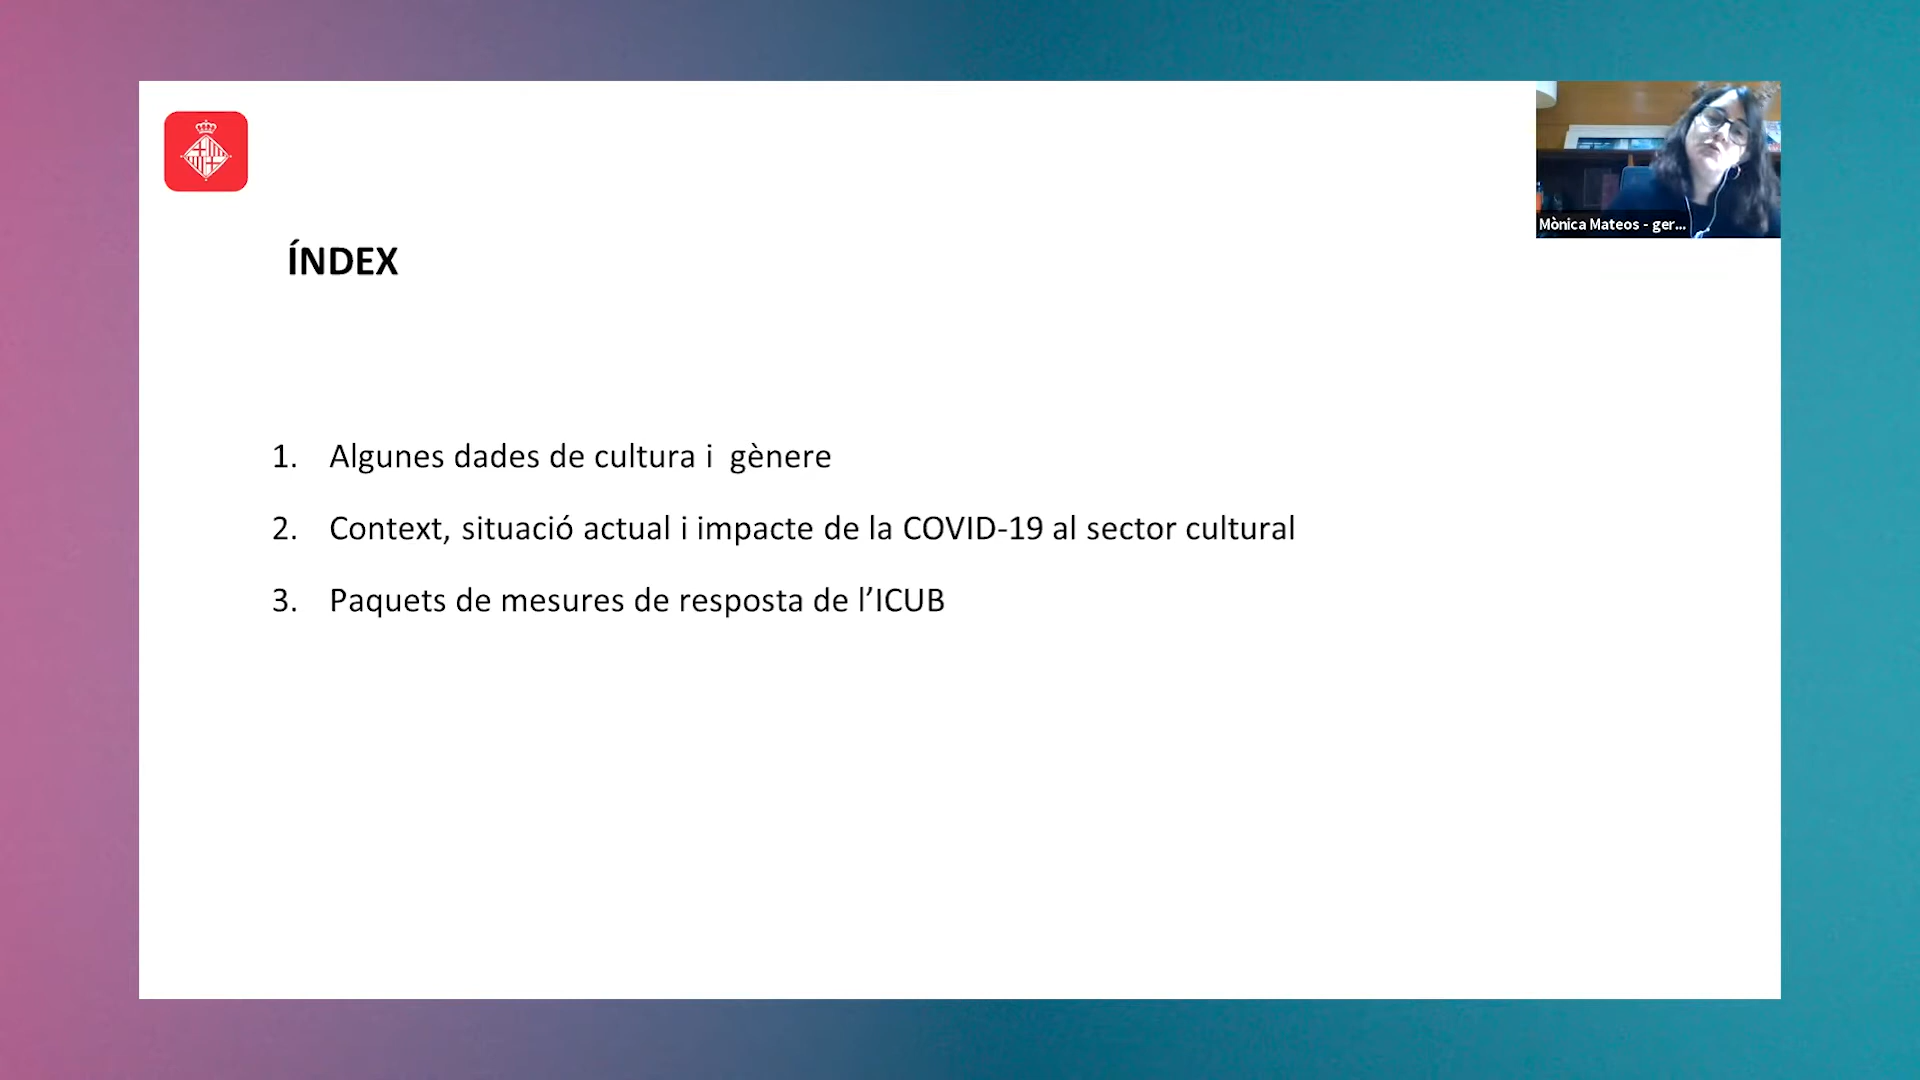 Mònica Mateos - ger...
ÍNDEX
1. Algunes dades de cultura i gènere
2. Context, situació actual i impacte de la COVID-19 al sector cultural
3. Paquets de mesures de resposta de l’ICUB